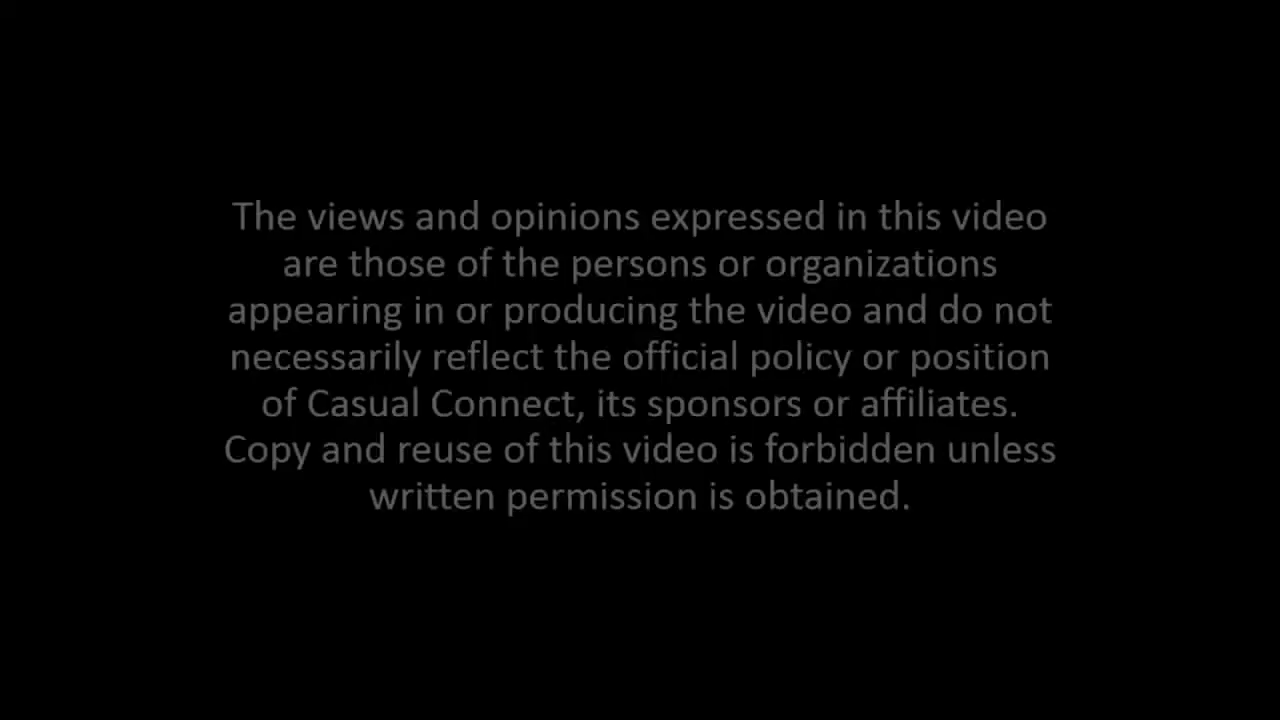 The views and opinions expressed in this video
are those of the persons or organizations
appearing in or producing the video and do not
necessarily reflect the official policy or position
of Casual Connect, its sponsors or affiliates.
Copy and reuse of this video is forbidden unless
written permission is obtained.